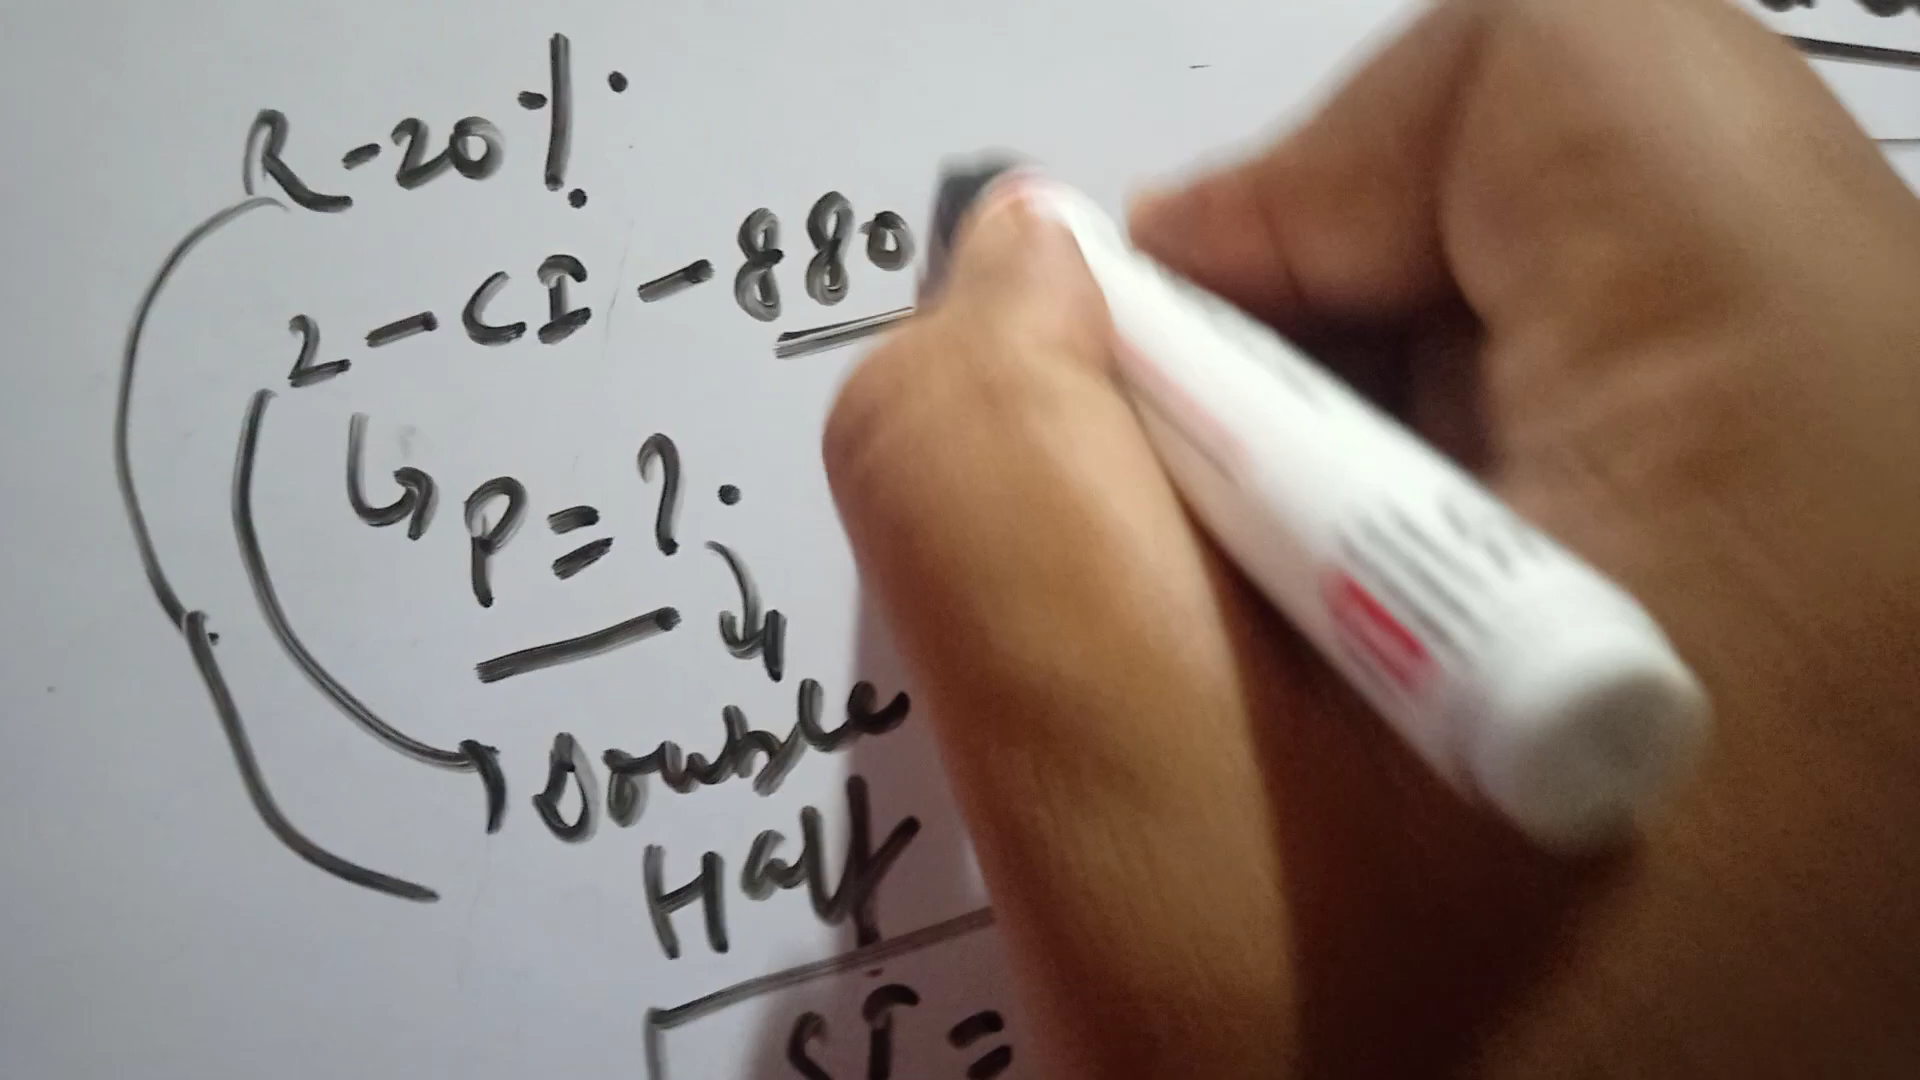 R-20%.
2-CI-880
P=?.
Double
Half
SI=